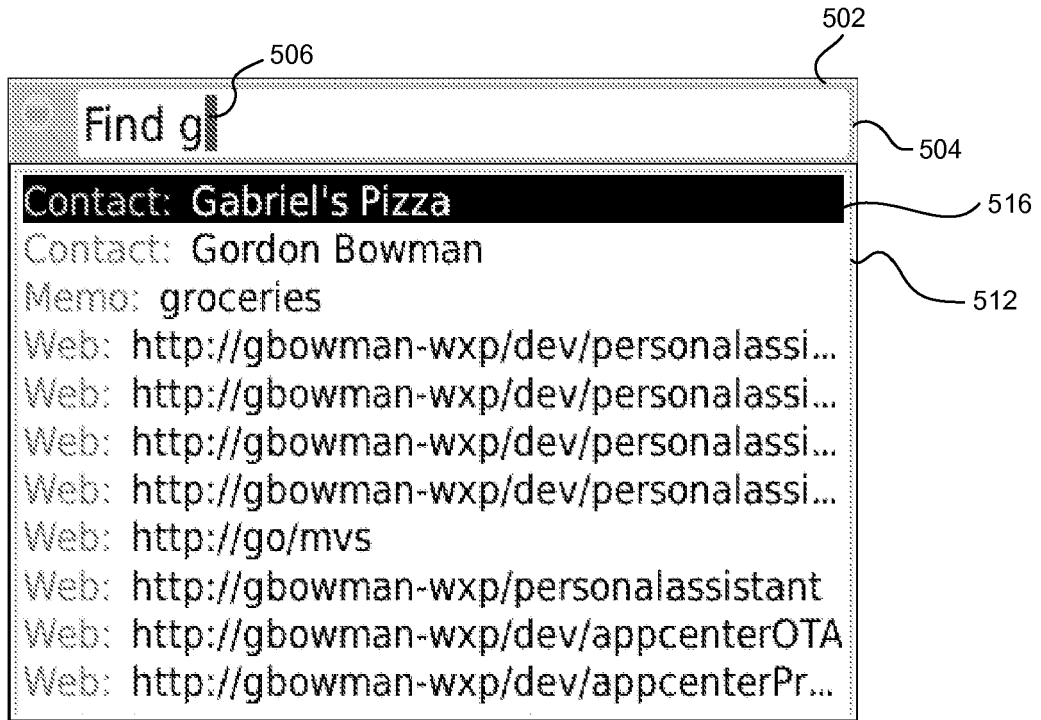 502
506
Find g
504
Contact: Gabriel's Pizza
516
Contact: Gordon Bowman
512
Memo: groceries
Web: http://gbowman-wxp/dev/personalassi...
Web: http://gbowman-wxp/dev/personalassi...
Web: http://gbowman-wxp/dev/personalassi...
Web: http://gbowman-wxp/dev/personalassi...
Web: http://go/mvs
Web: http://gbowman-wxp/personalassistant
Web: http://gbowman-wxp/dev/appcenterOTA
Web: http://gbowman-wxp/dev/appcenterPr...